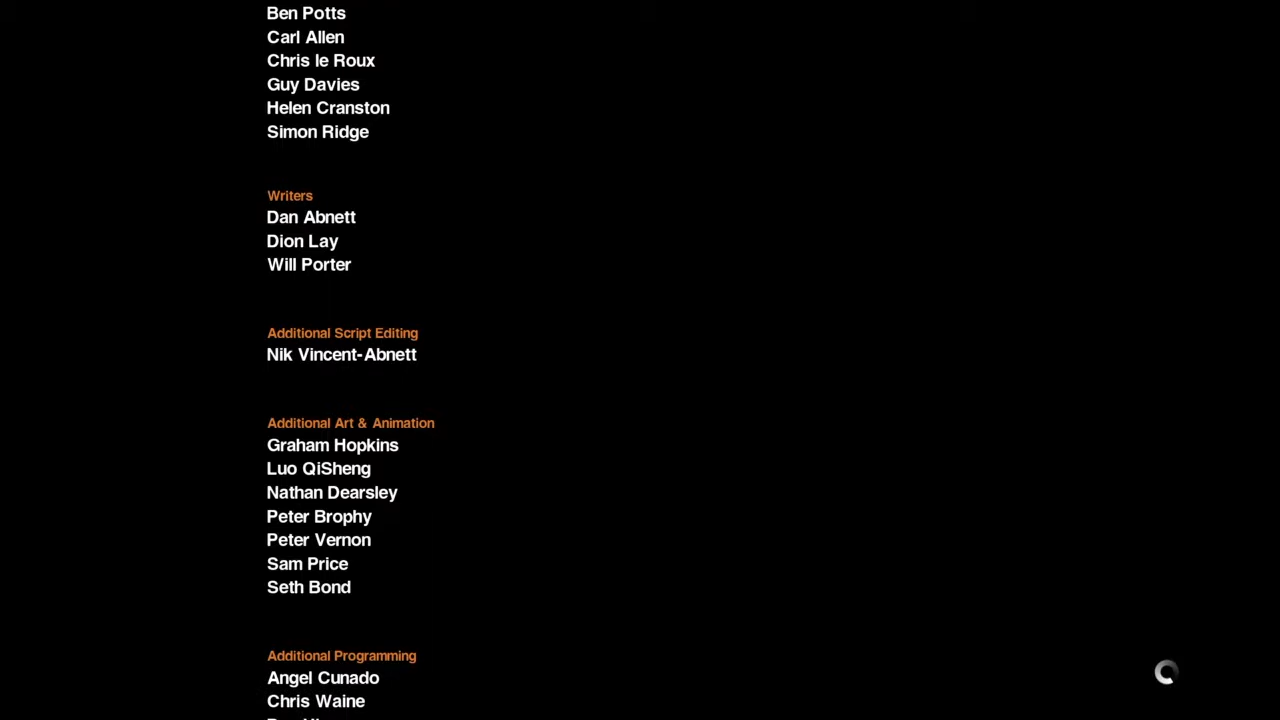 Ben Potts
Carl Allen
Chris le Roux
Guy Davies
Helen Cranston
Simon Ridge
Writers
Dan Abnett
Dion Lay
Will Porter
Additional Script Editing
Nik Vincent-Abnett
Additional Art & Animation
Graham Hopkins
Luo QiSheng
Nathan Dearsley
Peter Brophy
Peter Vernon
Sam Price
Seth Bond
Additional Programming
Angel Cunado
Chris Waine